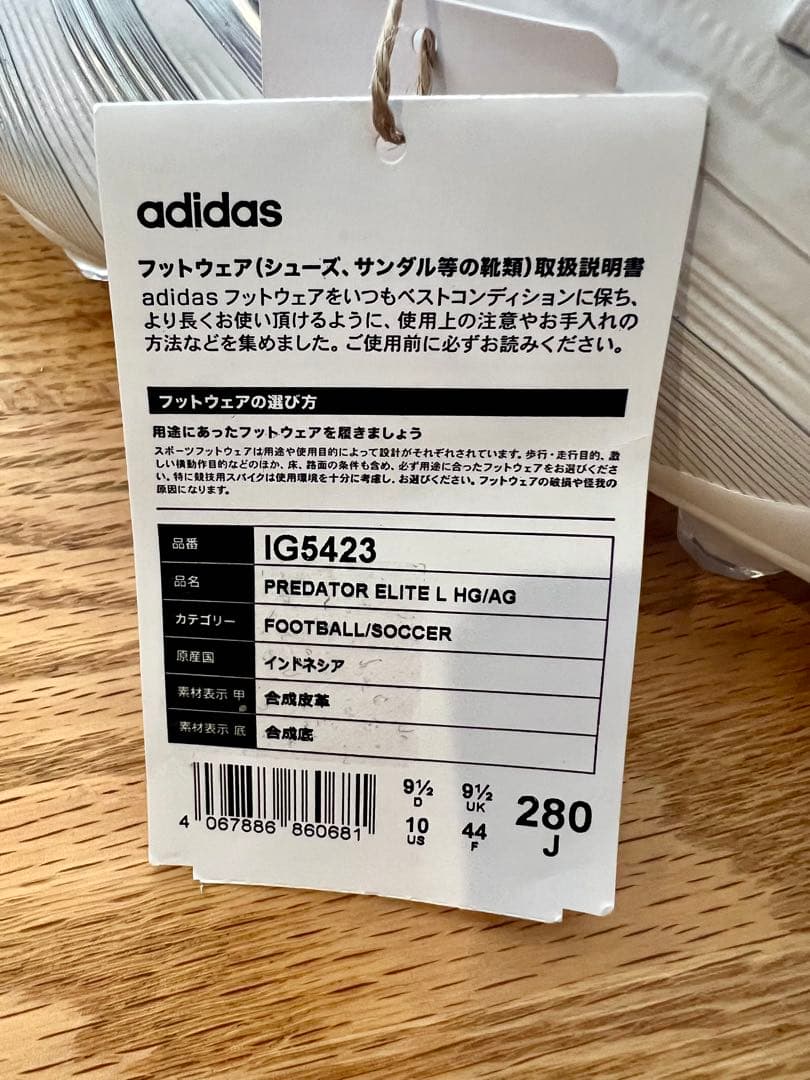 adidas
フットウェア(シューズ、サンダル等の靴類)取扱説明書
adidas フットウェアをいつもベストコンディションに保ち、
より長くお使い頂けるように、使用上の注意やお手入れの
方法などを集めました。ご使用前に必ずお読みください。
フットウェアの選び方
用途にあったフットウェアを履きましょう
スポーツフットウェアは用途や使用目的によって設計がそれぞれされています。歩行・走行目的、激
しい横動作目的などのほか、床、路面の条件も含め、必ず用途に合ったフットウェアをお選びくださ
い。特に競技用スパイクは使用環境を十分に考慮し、お選びください。フットウェアの破損や怪我の
原因になります。
品番 IG5423
品名 PREDATOR ELITE L HG/AG
カテゴリー FOOTBALL/SOCCER
原産国 インドネシア
素材表示 甲 合成皮革
素材表示 底 合成底
4 067886 860681
9½ D 9½ UK
10 US 44 F
280 J